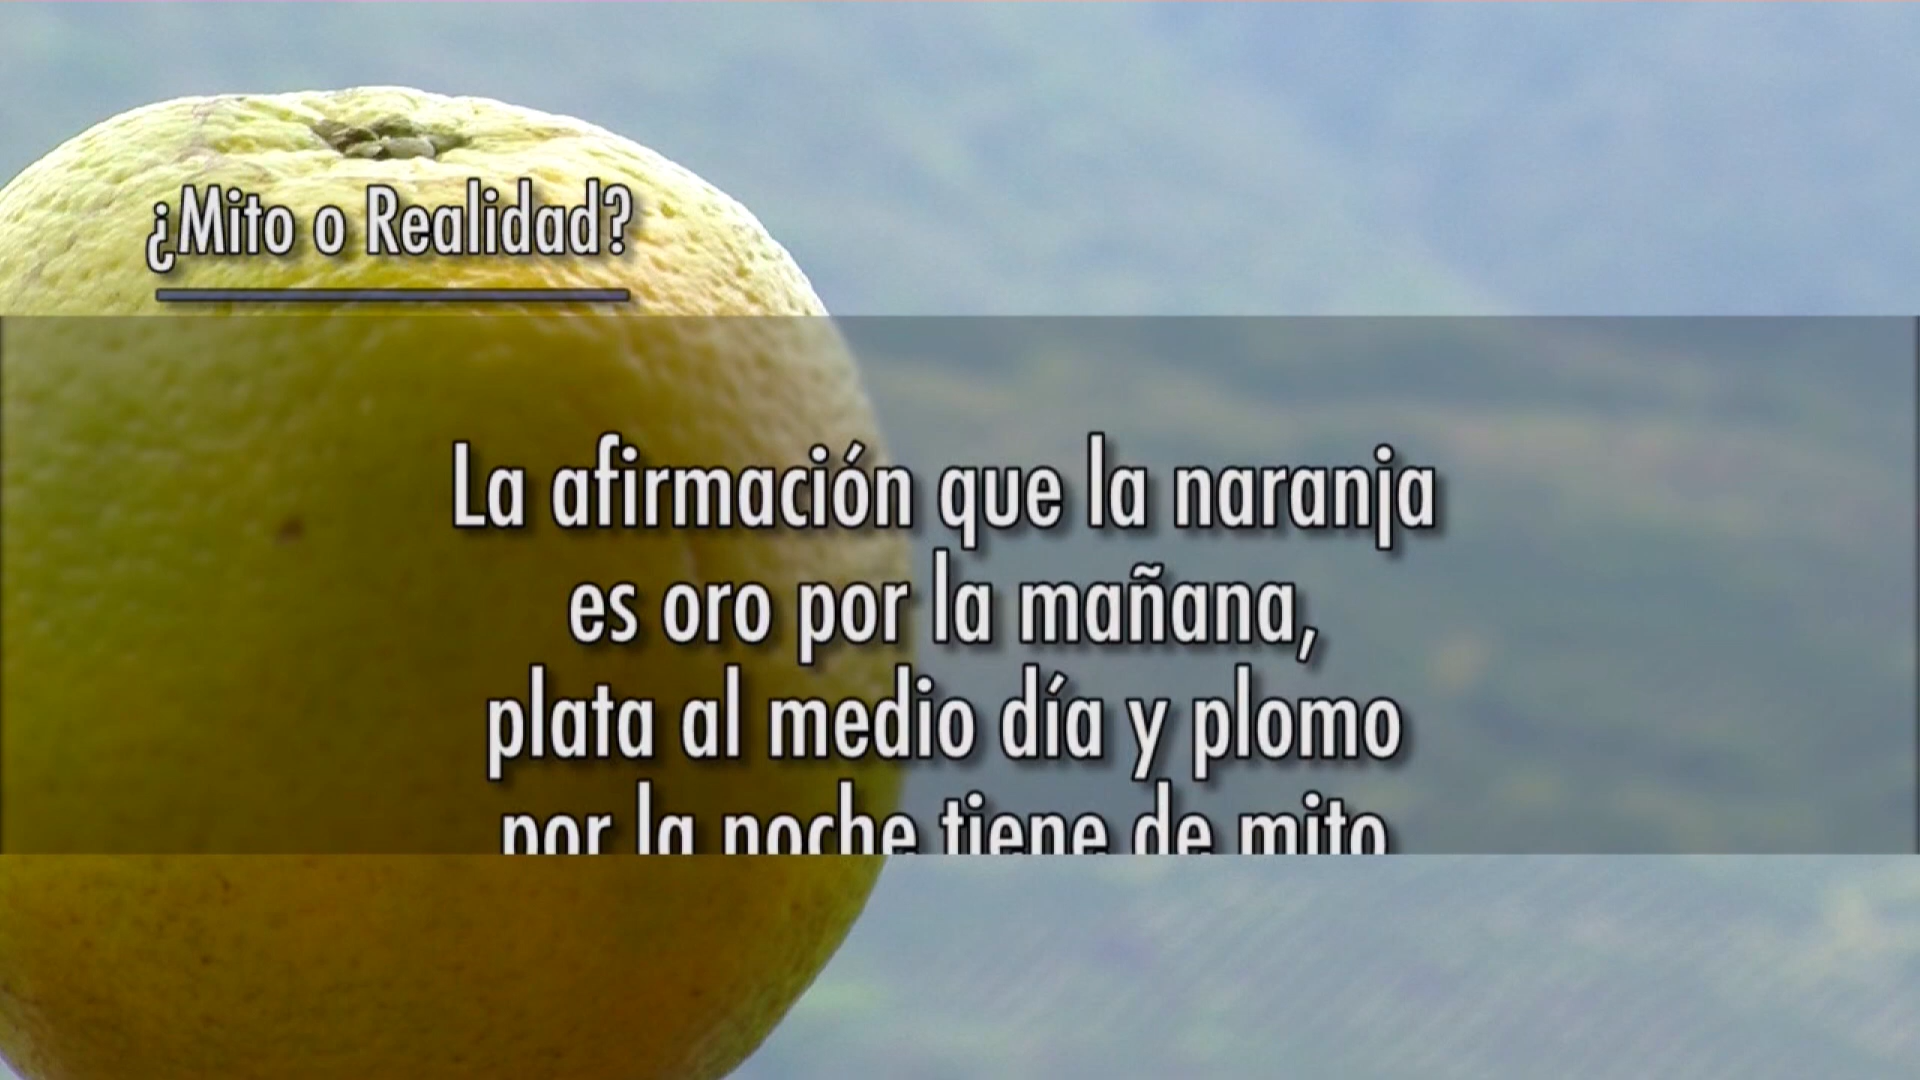 ¿Mito o Realidad?
La afirmación que la naranja
es oro por la mañana,
plata al medio día y plomo
por la noche tiene de mito